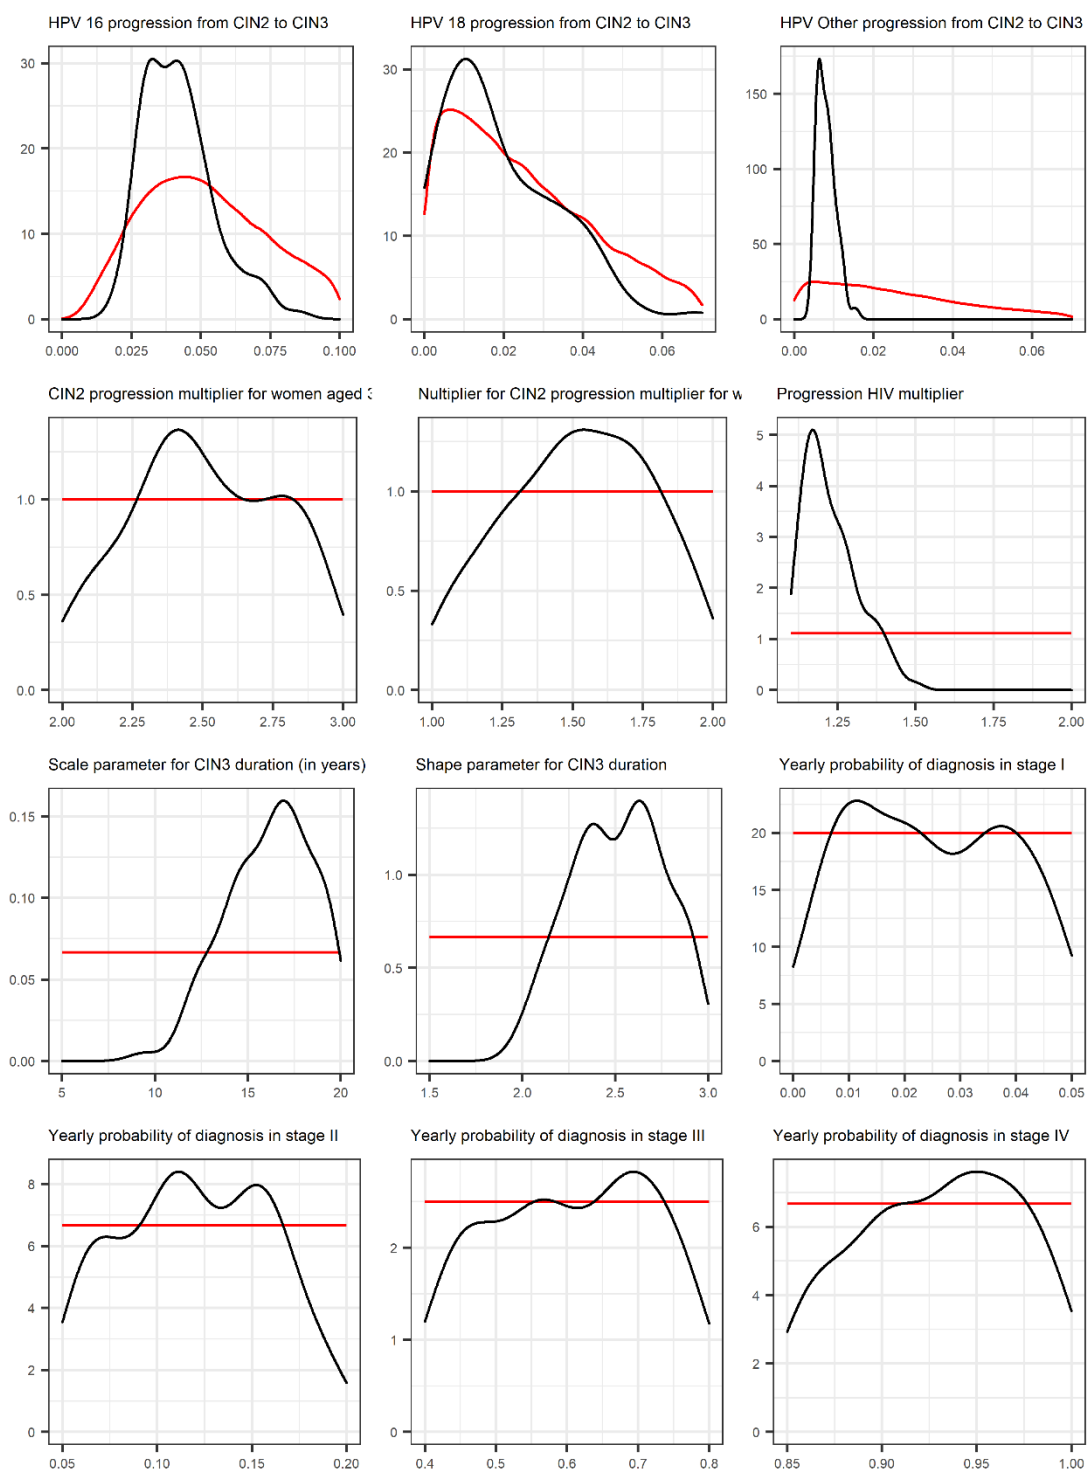 HPV 16 progression from CIN2 to CIN3
HPV 18 progression from CIN2 to CIN3
HPV Other progression from CIN2 to CIN3
30
20
10
0
0.000 0.025 0.050 0.075 0.100
30
20
10
0
0.00 0.02 0.04 0.06
150
100
50
0
0.00 0.02 0.04 0.06
CIN2 progression multiplier for women aged
Nultiplier for CIN2 progression multiplier for w
Progression HIV multiplier
1.0
0.5
0.0
2.00 2.25 2.50 2.75 3.00
1.0
0.5
0.0
1.00 1.25 1.50 1.75 2.00
5
4
3
2
1
0
1.25 1.50 1.75 2.00
Scale parameter for CIN3 duration (in years)
Shape parameter for CIN3 duration
Yearly probability of diagnosis in stage I
0.15
0.10
0.05
0.00
5 10 15 20
1.0
0.5
0.0
1.5 2.0 2.5 3.0
20
15
10
5
0
0.00 0.01 0.02 0.03 0.04 0.05
Yearly probability of diagnosis in stage II
Yearly probability of diagnosis in stage III
Yearly probability of diagnosis in stage IV
8
6
4
2
0
0.05 0.10 0.15 0.20
2
1
0
0.4 0.5 0.6 0.7 0.8
6
4
2
0
0.85 0.90 0.95 1.00